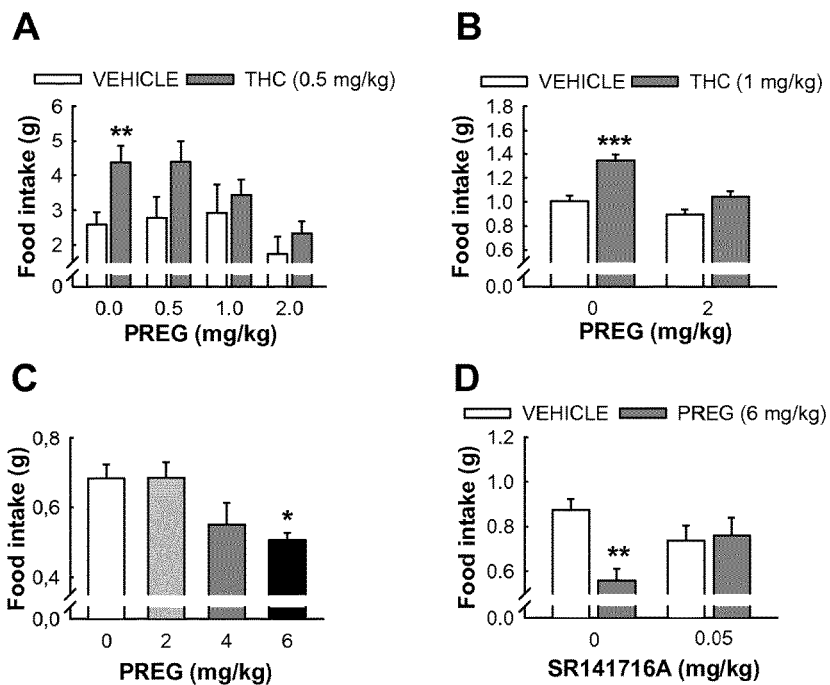 A
VEHICLE THC (0.5 mg/kg)
Food intake (g)
6
5
4
3
2
0.0
**
0.0 0.5 1.0 2.0
PREG (mg/kg)
B
VEHICLE THC (1 mg/kg)
Food intake (g)
1.8
1.6
1.4
1.2
1.0
0.8
0.6
0.0
***
0 2
PREG (mg/kg)
C
Food intake (g)
0,8
0,6
0,4
0,0
*
0 2 4 6
PREG (mg/kg)
D
VEHICLE PREG (6 mg/kg)
Food intake (g)
1.2
1.0
0.8
0.6
0.0
**
0 0.05
SR141716A (mg/kg)